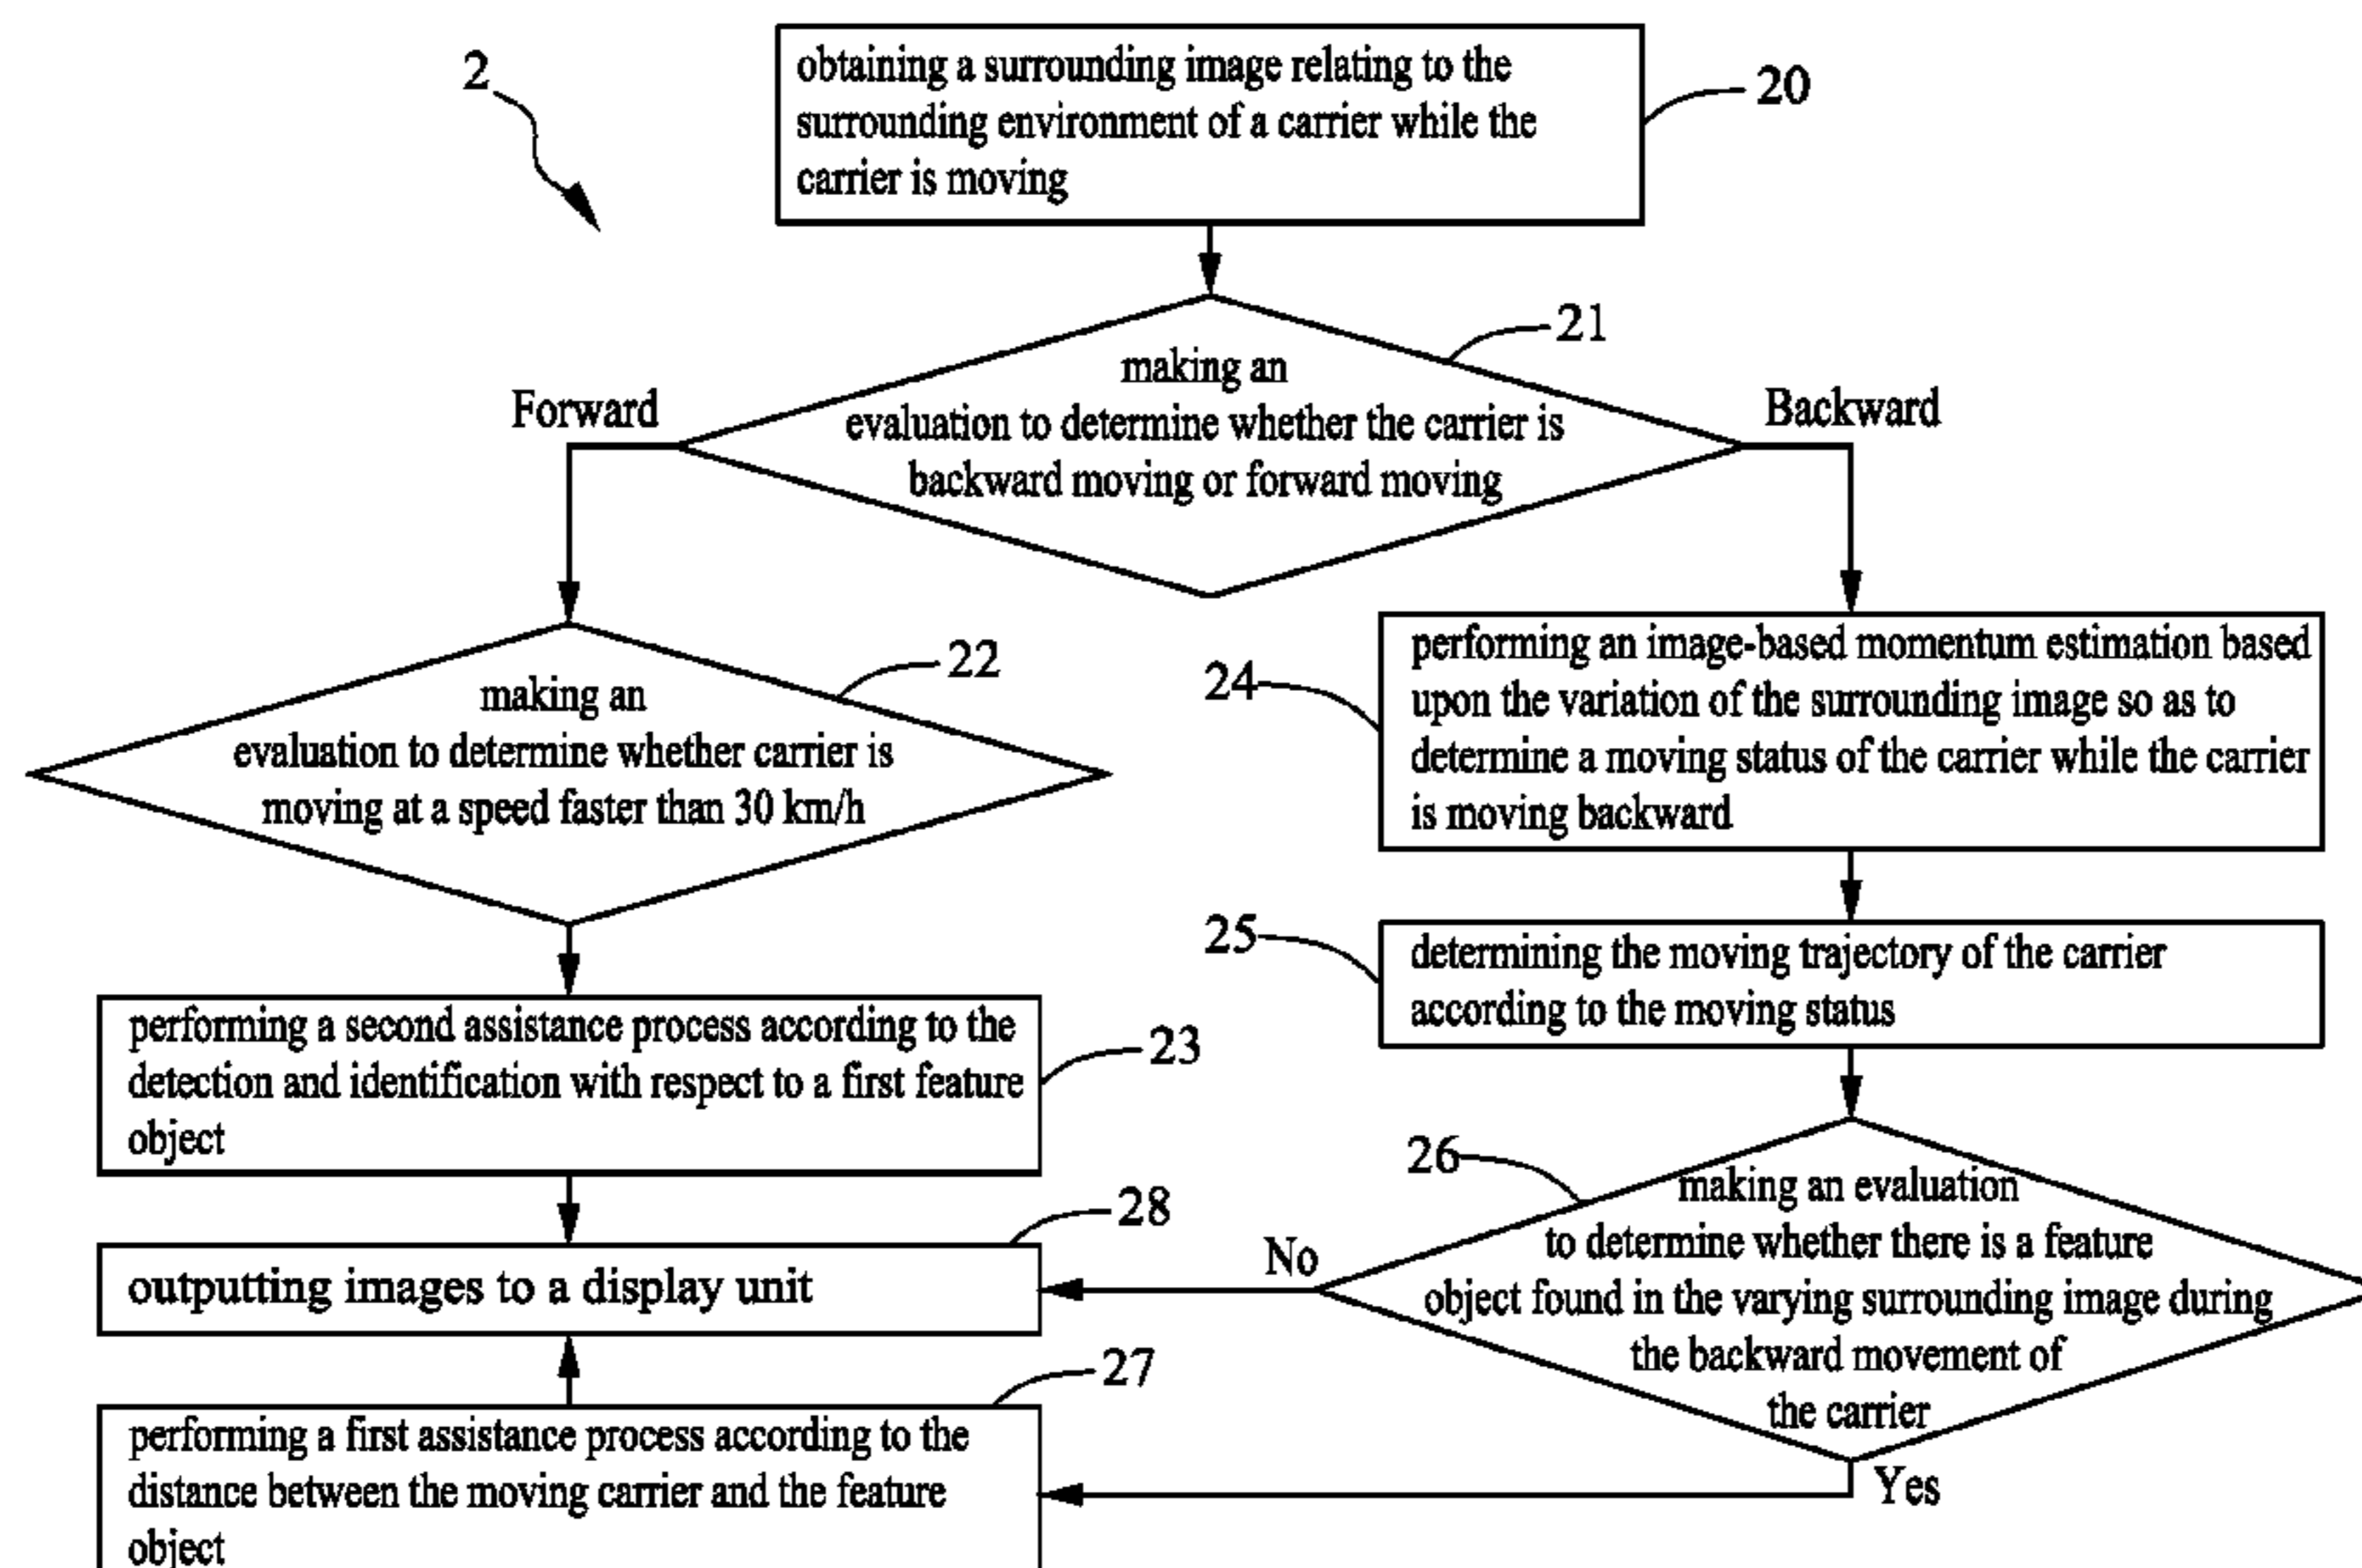 2
obtaining a surrounding image relating to the
surrounding environment of a carrier while the
carrier is moving
20
making an
evaluation to determine whether the carrier is
backward moving or forward moving
21
Forward
Backward
making an
evaluation to determine whether carrier is
moving at a speed faster than 30 km/h
22
24
performing an image-based momentum estimation based
upon the variation of the surrounding image so as to
determine a moving status of the carrier while the carrier
is moving backward
25
determining the moving trajectory of the carrier
according to the moving status
performing a second assistance process according to the
detection and identification with respect to a first feature
object
23
26
making an evaluation
to determine whether there is a feature
object found in the varying surrounding image during
the backward movement of
the carrier
No
Yes
28
outputting images to a display unit
27
performing a first assistance process according to the
distance between the moving carrier and the feature
object